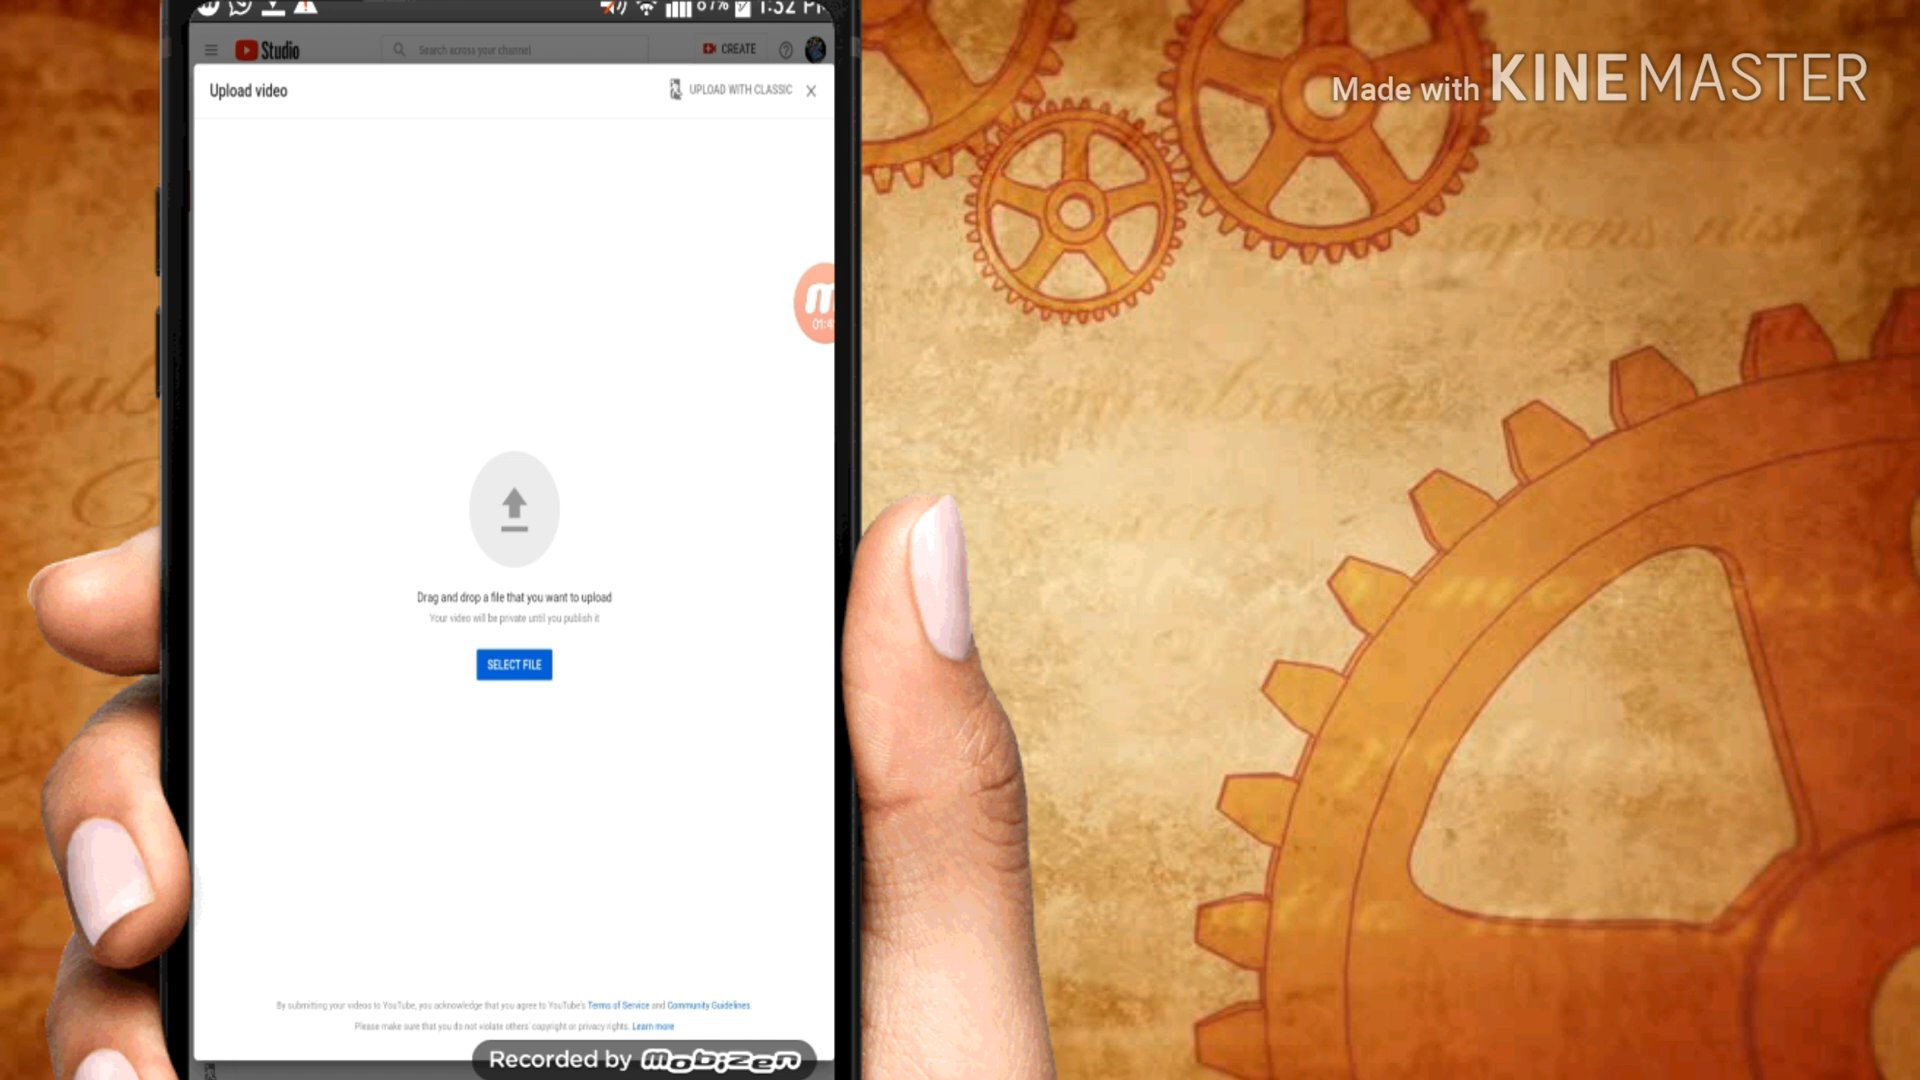 67% 1:32
Studio
Search across your channel
CREATE
Made with KINEMASTER
Upload video
UPLOAD WITH CLASSIC
Drag and drop a file that you want to upload
Your video will be private until you publish it
SELECT FILE
By submitting your videos to YouTube, you acknowledge that you agree to YouTube's Terms of Service and Community Guidelines.
Please make sure that you do not violate others' copyright or privacy rights. Learn more
Recorded by mobizen